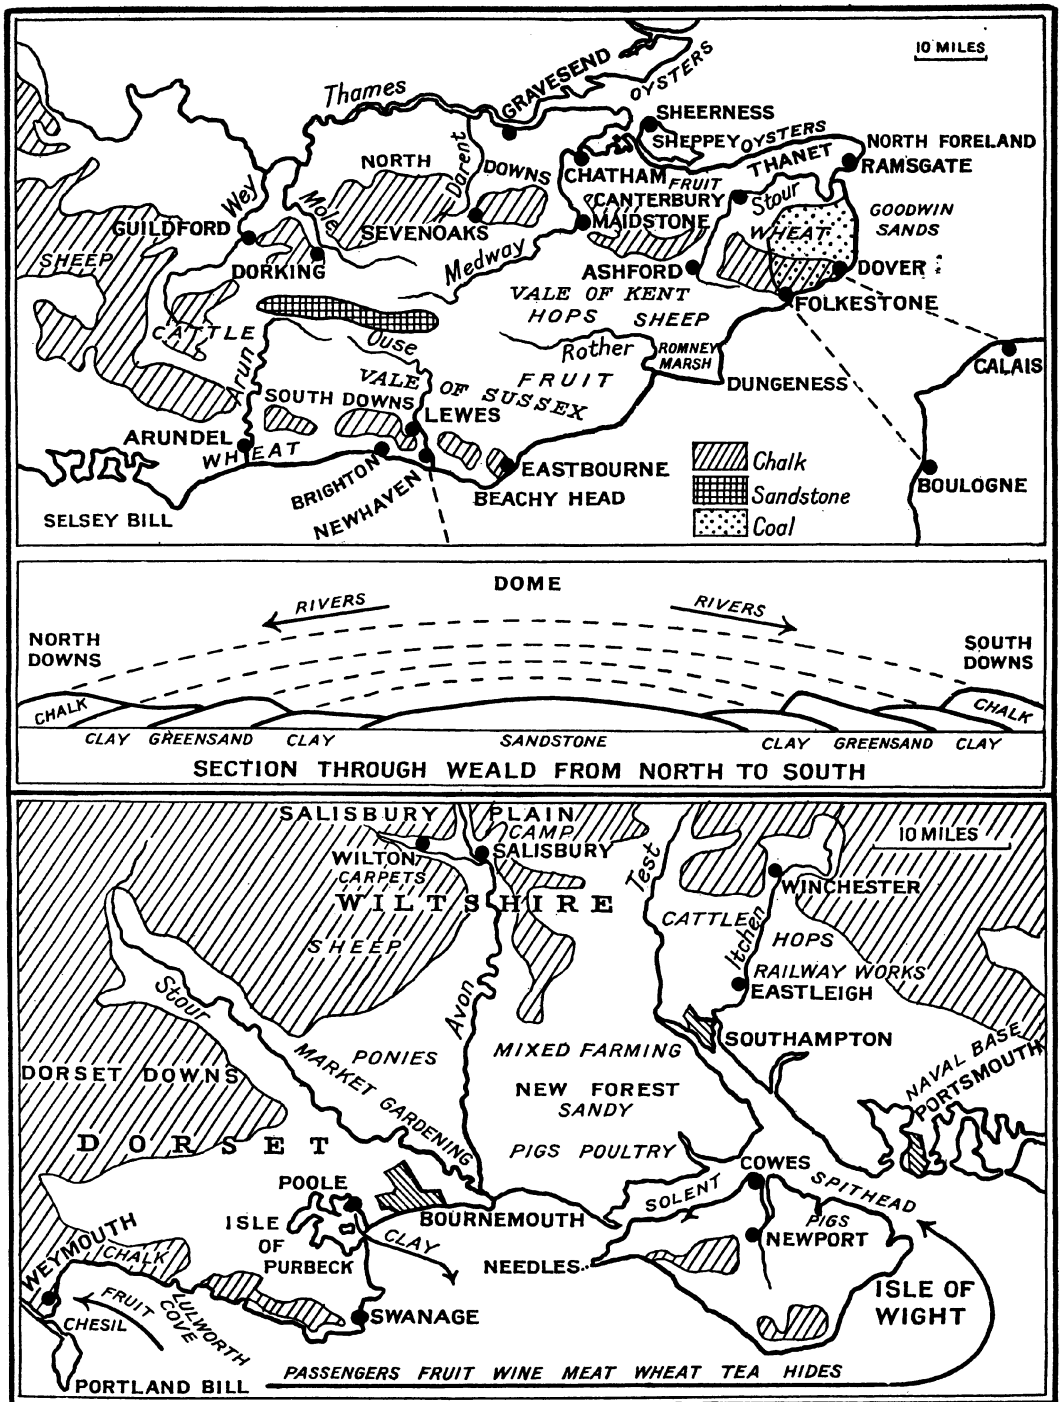 10 MILES
Thames
GRAVESEND
OYSTERS
SHEERNESS
SHEPPEY
OYSTERS
NORTH FORELAND
THANET
RAMSGATE
NORTH
DOWNS
Darent
CHATHAM
FRUIT
CANTERBURY
Stour
Wey
Mole
GUILDFORD
SEVENOAKS
MAIDSTONE
WHEAT
GOODWIN
SANDS
SHEEP
DORKING
Medway
ASHFORD
DOVER
VALE OF KENT
HOPS SHEEP
FOLKESTONE
CATTLE
Ouse
Rother
ROMNEY
MARSH
CALAIS
Arun
VALE OF SUSSEX
FRUIT
DUNGENESS
SOUTH DOWNS
LEWES
ARUNDEL
WHEAT
BRIGHTON
NEWHAVEN
EASTBOURNE
BEACHY HEAD
SELSEY BILL
Chalk
Sandstone
Coal
BOULOGNE
DOME
RIVERS
RIVERS
NORTH
DOWNS
SOUTH
DOWNS
CHALK
CHALK
CLAY GREENSAND CLAY SANDSTONE CLAY GREENSAND CLAY
SECTION THROUGH WEALD FROM NORTH TO SOUTH
SALISBURY PLAIN
CAMP
10 MILES
WILTON
CARPETS
SALISBURY
Test
WINCHESTER
WILTSHIRE
CATTLE
Itchen
HOPS
SHEEP
RAILWAY WORKS
EASTLEIGH
Stour
Avon
SOUTHAMPTON
MARKET GARDENING
PONIES
MIXED FARMING
NAVAL BASE
PORTSMOUTH
DORSET DOWNS
NEW FOREST
SANDY
DORSET
PIGS POULTRY
COWES
POOLE
SOLENT
SPITHEAD
ISLE
OF
PURBECK
BOURNEMOUTH
CLAY
PIGS
NEWPORT
WEYMOUTH
CHALK
NEEDLES
ISLE OF
WIGHT
FRUIT
LULWORTH
COVE
CHESIL
SWANAGE
PORTLAND BILL
PASSENGERS FRUIT WINE MEAT WHEAT TEA HIDES